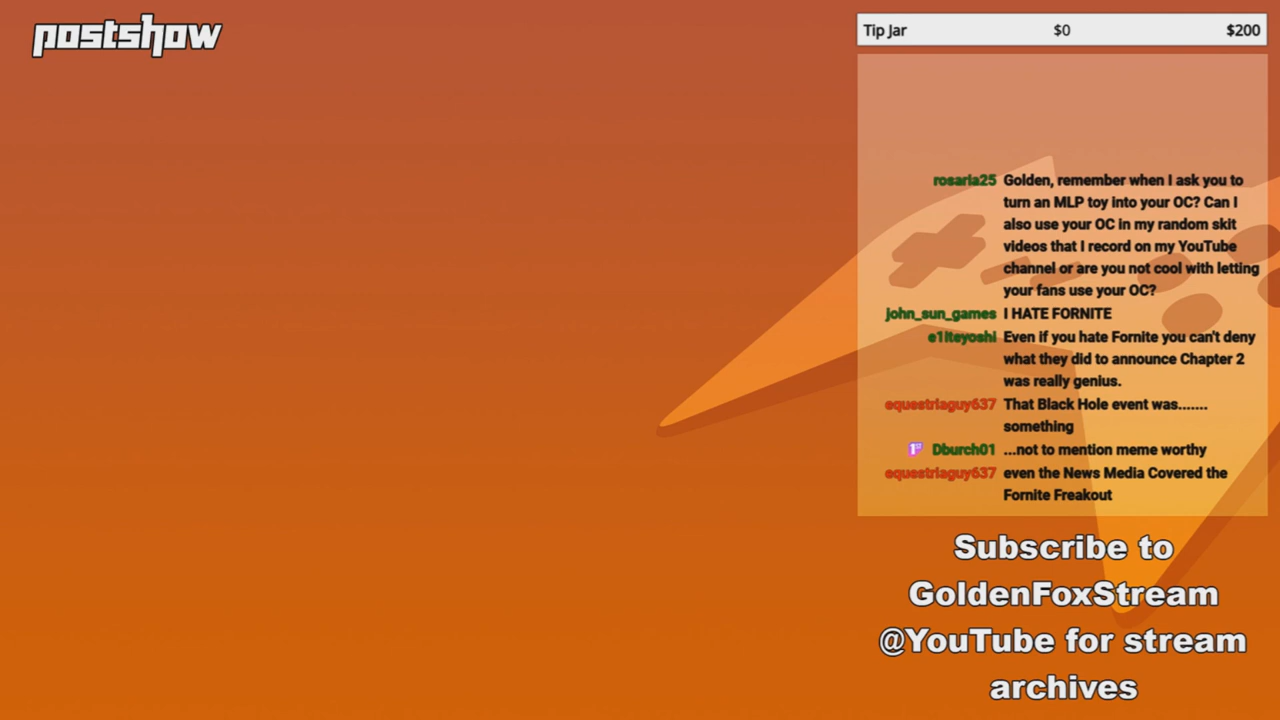 postshow
Tip Jar $0 $200
rosaria25 Golden, remember when I ask you to
turn an MLP toy into your OC? Can I
also use your OC in my random skit
videos that I record on my YouTube
channel or are you not cool with letting
your fans use your OC?
john_sun_games I HATE FORNITE
e1iteyoshi Even if you hate Fornite you can't deny
what they did to announce Chapter 2
was really genius.
equestriaguy637 That Black Hole event was.......
something
Dburch01 ...not to mention meme worthy
equestriaguy637 even the News Media Covered the
Fornite Freakout
Subscribe to
GoldenFoxStream
@YouTube for stream
archives